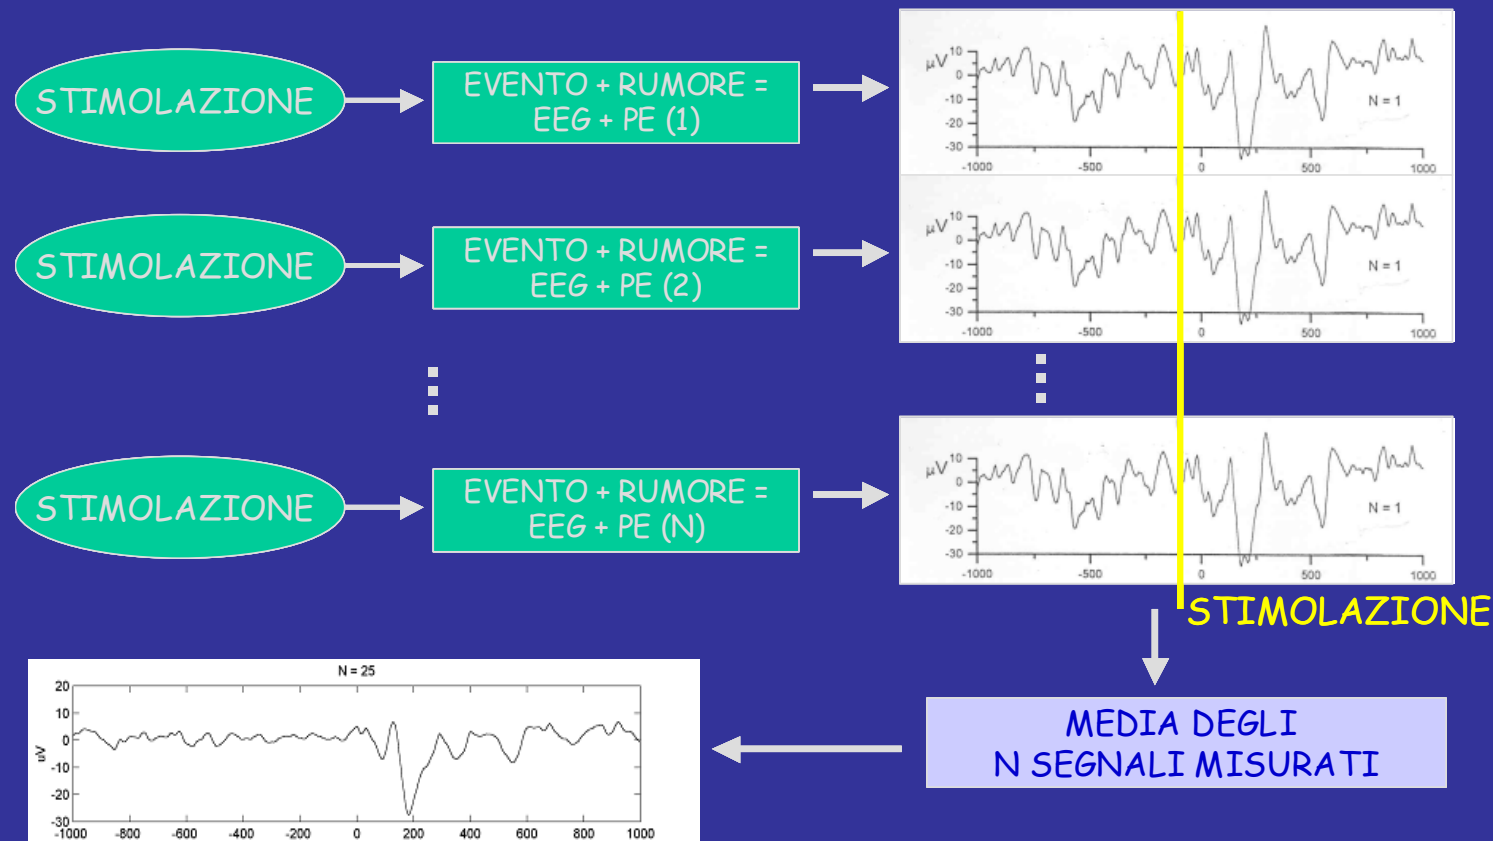 STIMOLAZIONE
EVENTO + RUMORE =
EEG + PE (1)
µV
10
0
-10
-20
-30
N = 1
-1000
-500
0
500
1000
STIMOLAZIONE
EVENTO + RUMORE =
EEG + PE (2)
µV
10
0
-10
-20
-30
N = 1
-1000
-500
0
500
1000
STIMOLAZIONE
EVENTO + RUMORE =
EEG + PE (N)
µV
10
0
-10
-20
-30
N = 1
-1000
-500
0
500
1000
STIMOLAZIONE
MEDIA DEGLI
N SEGNALI MISURATI
N = 25
uV
20
10
0
-10
-20
-30
-1000
-800
-600
-400
-200
0
200
400
600
800
1000